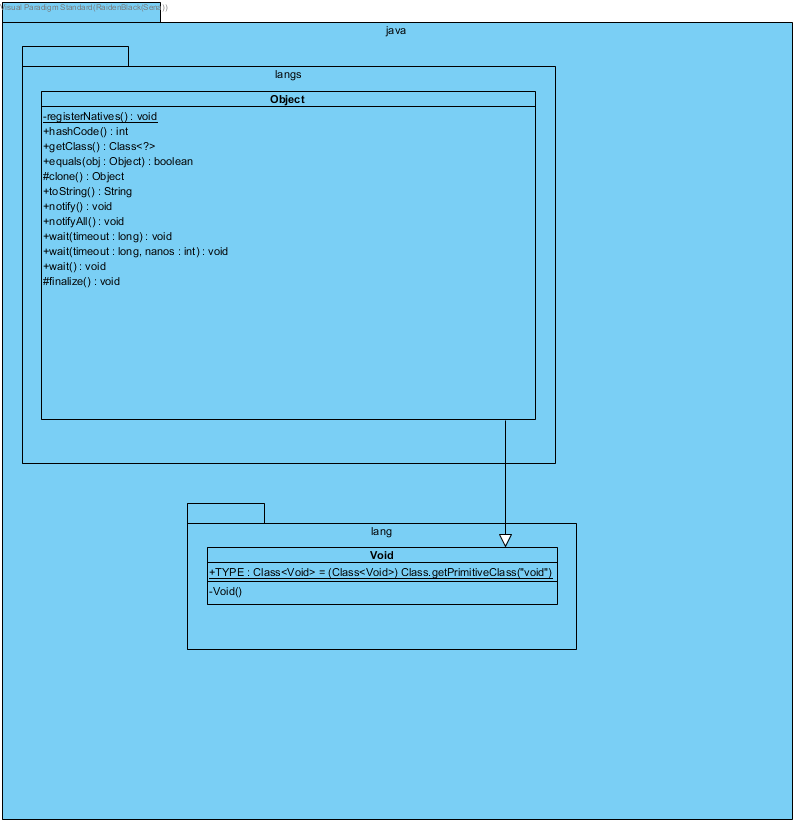 Visual Paradigm Standard(RaidenBlack(Sena))
java
langs
Object
-registerNatives() : void
+hashCode() : int
+getClass() : Class<?>
+equals(obj : Object) : boolean
#clone() : Object
+toString() : String
+notify() : void
+notifyAll() : void
+wait(timeout : long) : void
+wait(timeout : long, nanos : int) : void
+wait() : void
#finalize() : void
lang
Void
+TYPE : Class<Void> = (Class<Void>) Class.getPrimitiveClass("void")
-Void()